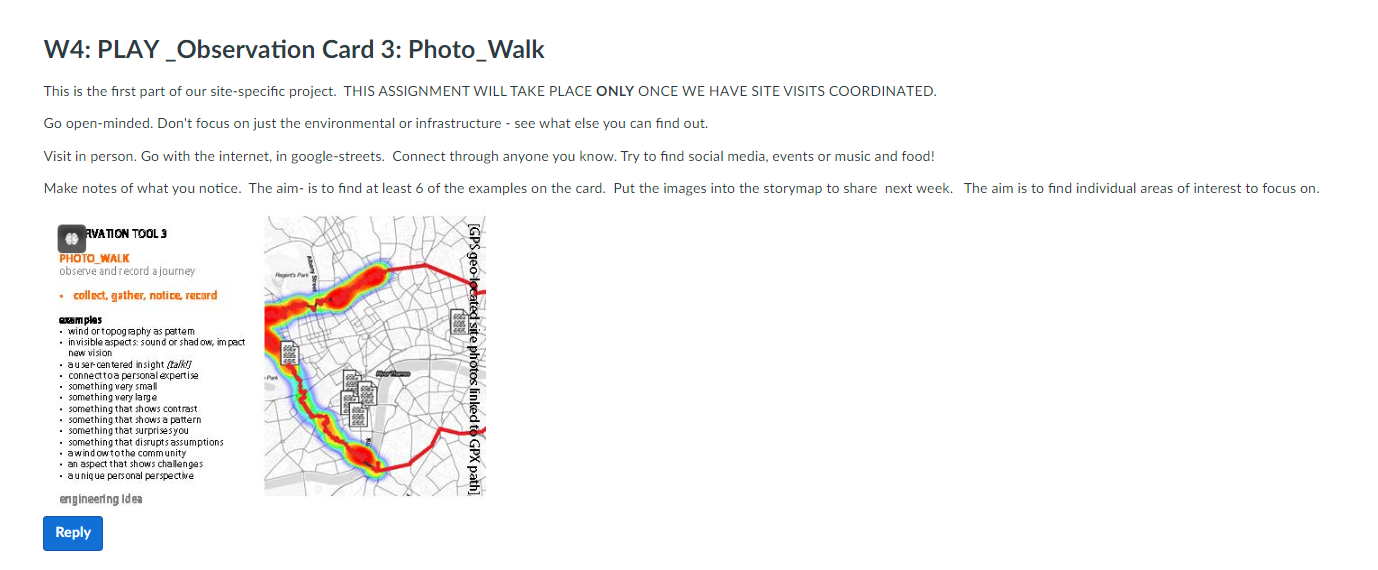 W4: PLAY _Observation Card 3: Photo_Walk
This is the first part of our site-specific project. THIS ASSIGNMENT WILL TAKE PLACE ONLY ONCE WE HAVE SITE VISITS COORDINATED.
Go open-minded. Don't focus on just the environmental or infrastructure - see what else you can find out.
Visit in person. Go with the internet, in google-streets. Connect through anyone you know. Try to find social media, events or music and food!
Make notes of what you notice. The aim- is to find at least 6 of the examples on the card. Put the images into the storymap to share next week. The aim is to find individual areas of interest to focus on.
RVATION TOOL 3
PHOTO_WALK
observe and record a journey
• collect, gather, notice, record
examples
• wind or topography as pattern
• invisible aspects: sound or shadow, impact
new vision
• a user-centered insight (talk!)
• connect to a personal expertise
• something very small
• something very large
• something that shows contrast
• something that shows a pattern
• something that surprises you
• something that disrupts assumptions
• a window to the community
• an aspect that shows challenges
• a unique personal perspective
engineering idea
Regent's Park
Albany Street
Park
River Thames
[GPS geo-located site photos linked to GPX path]
Reply